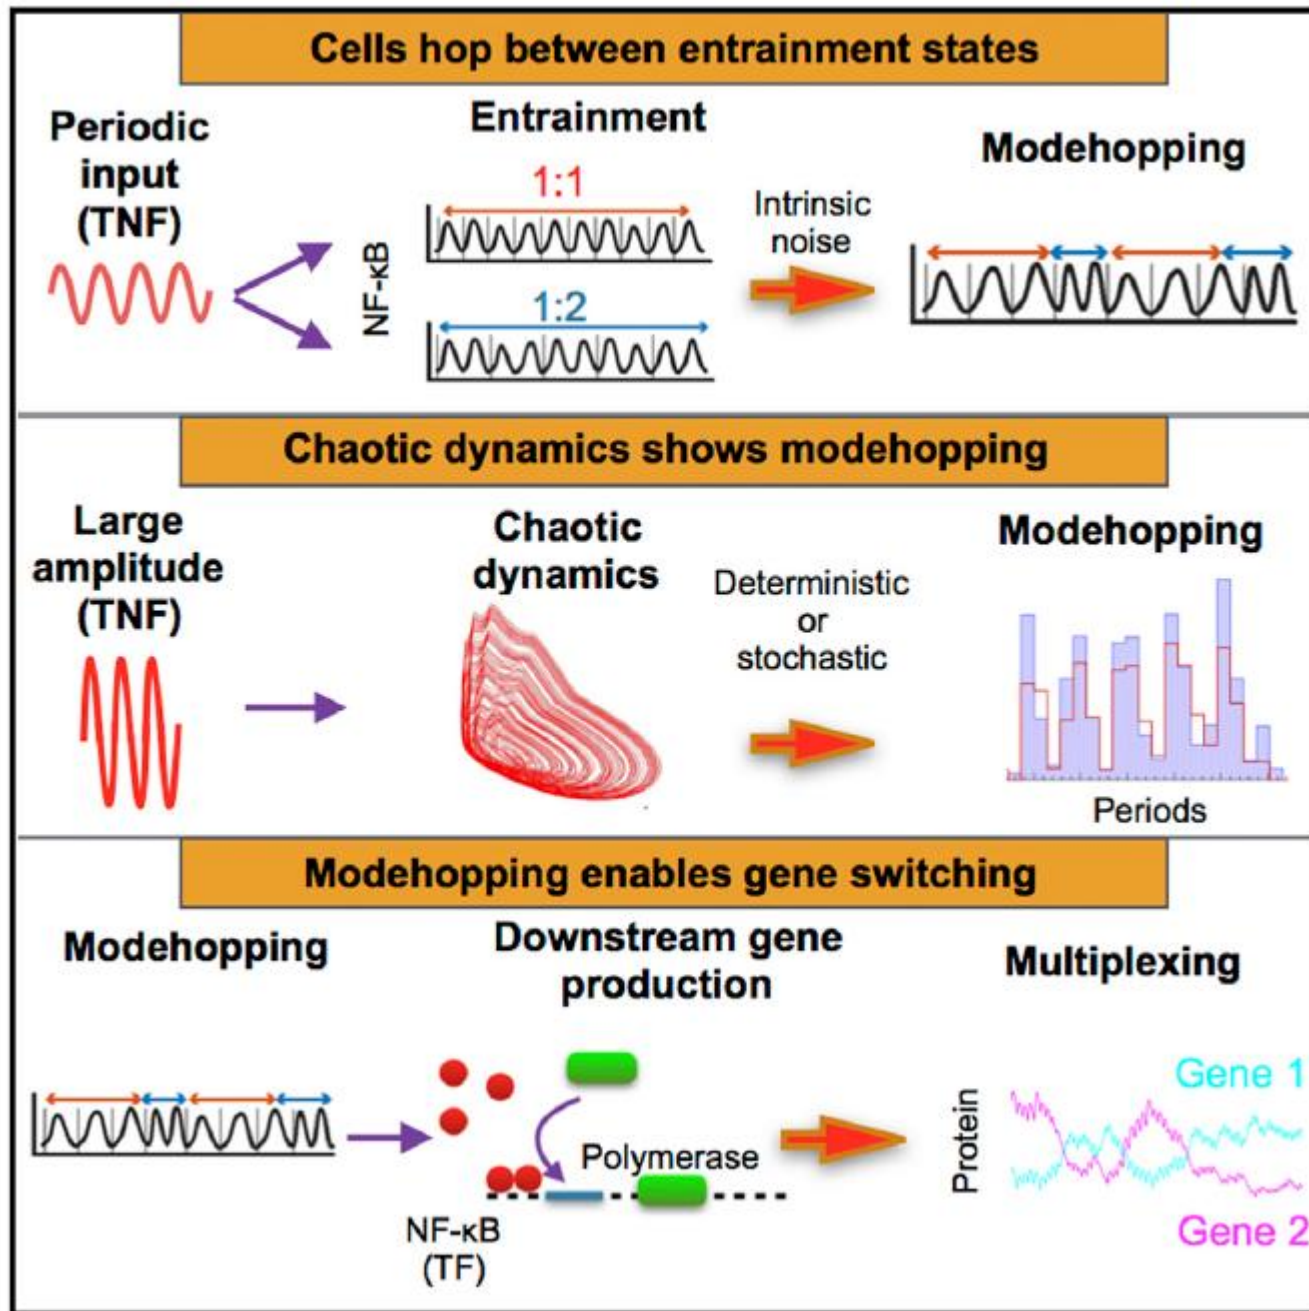 Cells hop between entrainment states
Periodic
input
(TNF)
Entrainment
1:1
NF-κB
1:2
Intrinsic
noise
Modehopping
Chaotic dynamics shows modehopping
Large
amplitude
(TNF)
Chaotic
dynamics
Deterministic
or
stochastic
Modehopping
Periods
Modehopping enables gene switching
Modehopping
Downstream gene
production
Polymerase
NF-κB
(TF)
Multiplexing
Protein
Gene 1
Gene 2